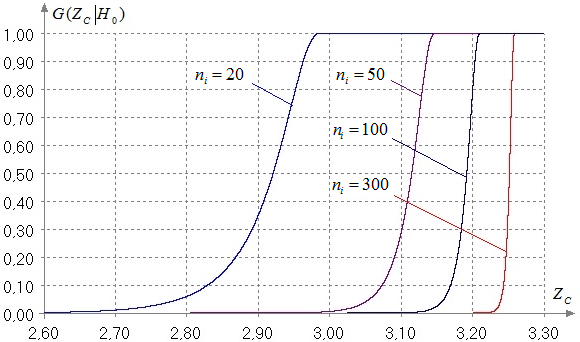 G(Z_C|H_0)
1.00
0.90
0.80
0.70
0.60
0.50
0.40
0.30
0.20
0.10
0.00
n_i = 20
n_i = 50
n_i = 100
n_i = 300
Z_C
2,60 2,70 2,80 2,90 3,00 3,10 3,20 3,30